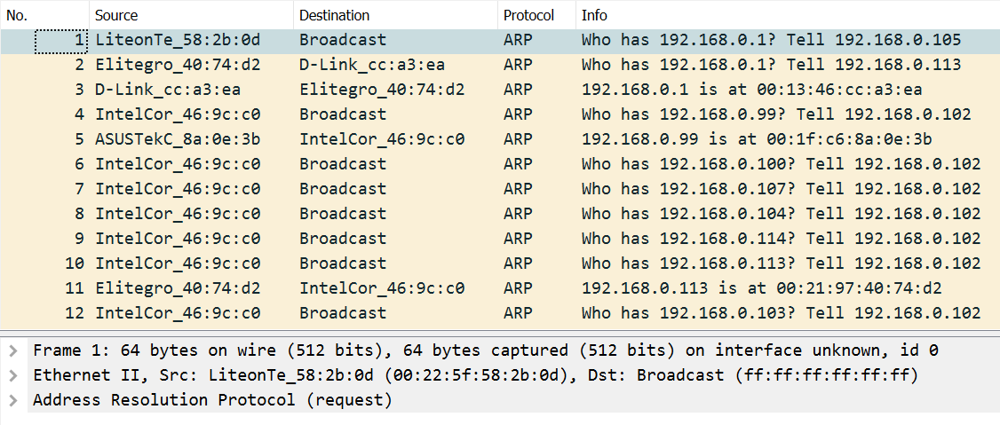 No. Source Destination Protocol Info
1 LiteonTe_58:2b:0d Broadcast ARP Who has 192.168.0.1? Tell 192.168.0.105
2 Elitegro_40:74:d2 D-Link_cc:a3:ea ARP Who has 192.168.0.1? Tell 192.168.0.113
3 D-Link_cc:a3:ea Elitegro_40:74:d2 ARP 192.168.0.1 is at 00:13:46:cc:a3:ea
4 IntelCor_46:9c:c0 Broadcast ARP Who has 192.168.0.99? Tell 192.168.0.102
5 ASUSTekC_8a:0e:3b IntelCor_46:9c:c0 ARP 192.168.0.99 is at 00:1f:c6:8a:0e:3b
6 IntelCor_46:9c:c0 Broadcast ARP Who has 192.168.0.100? Tell 192.168.0.102
7 IntelCor_46:9c:c0 Broadcast ARP Who has 192.168.0.107? Tell 192.168.0.102
8 IntelCor_46:9c:c0 Broadcast ARP Who has 192.168.0.104? Tell 192.168.0.102
9 IntelCor_46:9c:c0 Broadcast ARP Who has 192.168.0.114? Tell 192.168.0.102
10 IntelCor_46:9c:c0 Broadcast ARP Who has 192.168.0.113? Tell 192.168.0.102
11 Elitegro_40:74:d2 IntelCor_46:9c:c0 ARP 192.168.0.113 is at 00:21:97:40:74:d2
12 IntelCor_46:9c:c0 Broadcast ARP Who has 192.168.0.103? Tell 192.168.0.102
Frame 1: 64 bytes on wire (512 bits), 64 bytes captured (512 bits) on interface unknown, id 0
Ethernet II, Src: LiteonTe_58:2b:0d (00:22:5f:58:2b:0d), Dst: Broadcast (ff:ff:ff:ff:ff:ff)
Address Resolution Protocol (request)